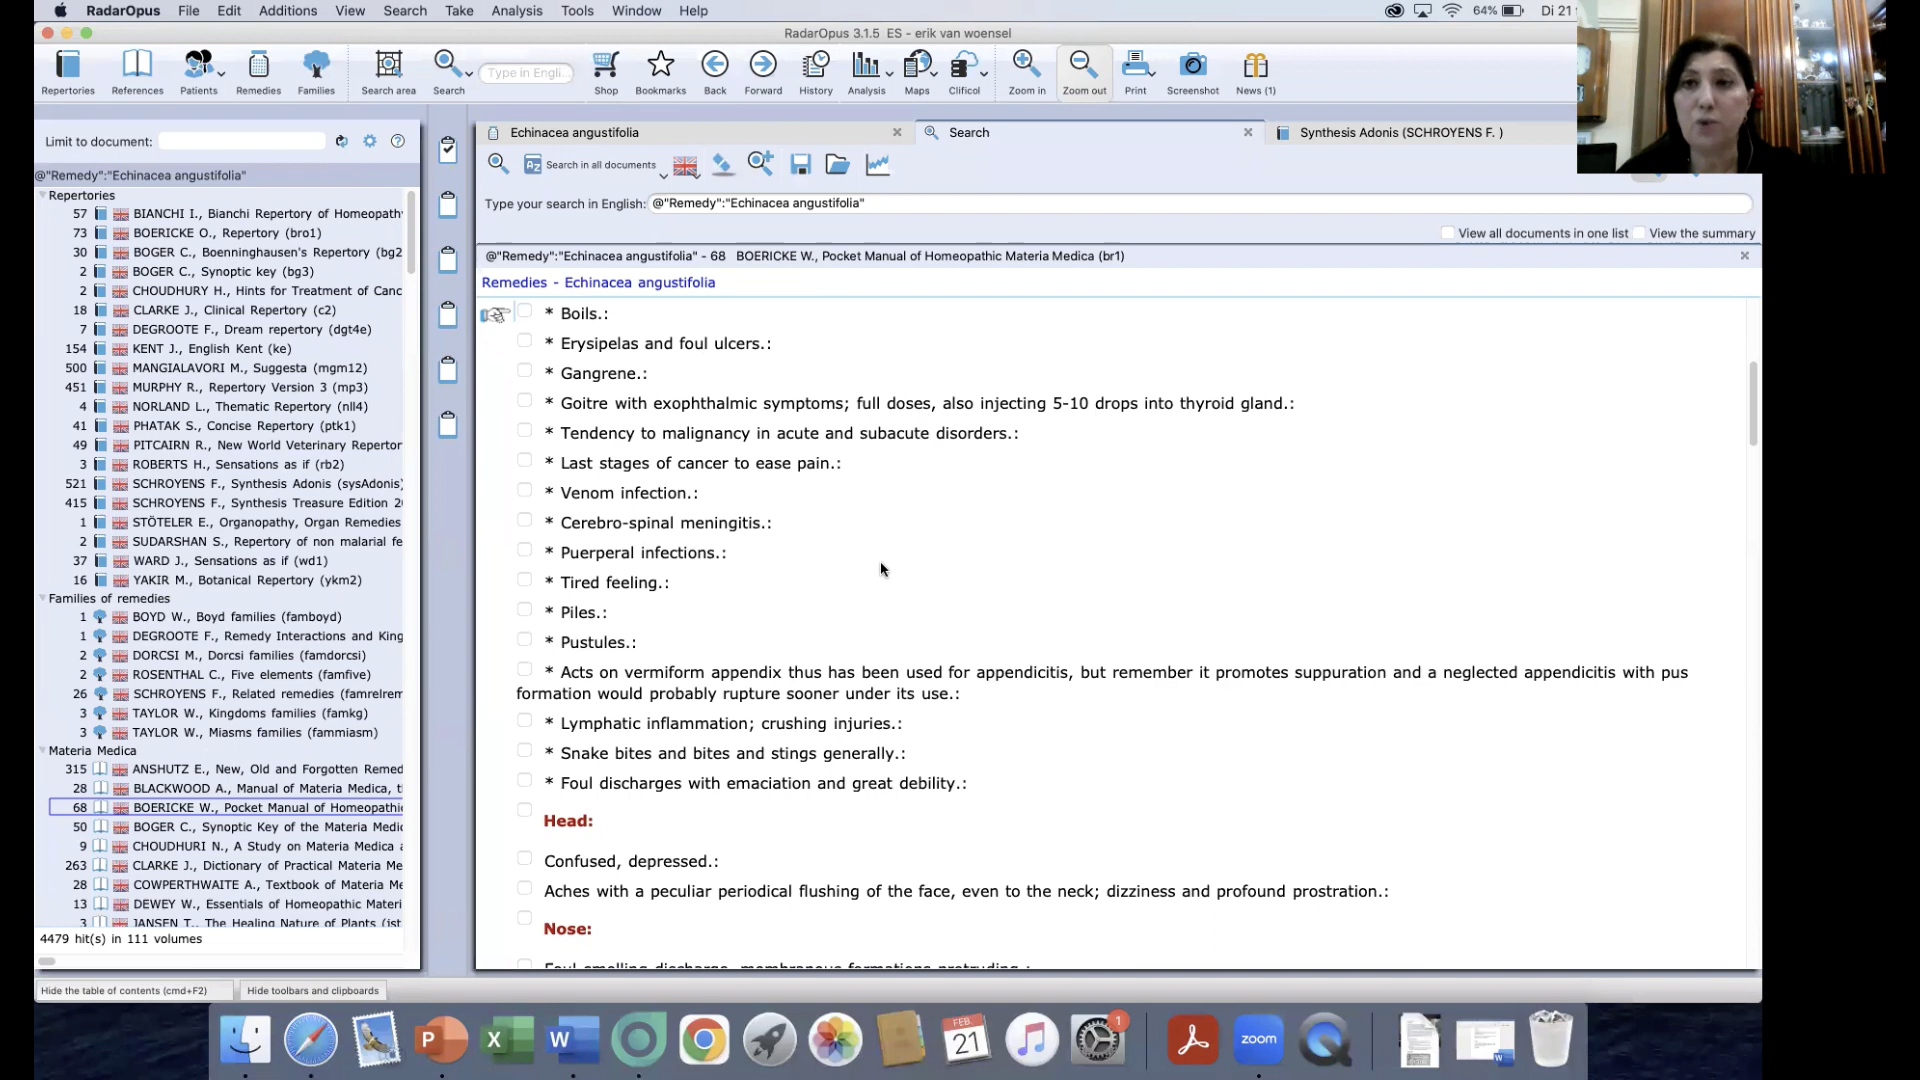 RadarOpus File Edit Additions View Search Take Analysis Tools Window Help 64% Di 21
RadarOpus 3.1.5 ES - erik van woensel
Repertories References Patients Remedies Families Search area Search Type in Engli... Shop Bookmarks Back Forward History Analysis Maps Clificol Zoom in Zoom out Print Screenshot News (1)
Limit to document:
@"Remedy":"Echinacea angustifolia"
Repertories
57 BIANCHI I., Bianchi Repertory of Homeopath
73 BOERICKE O., Repertory (bro1)
30 BOGER C., Boenninghausen's Repertory (bg2
2 BOGER C., Synoptic key (bg3)
2 CHOUDHURY H., Hints for Treatment of Canc
18 CLARKE J., Clinical Repertory (c2)
7 DEGROOTE F., Dream repertory (dgt4e)
154 KENT J., English Kent (ke)
500 MANGIALAVORI M., Suggesta (mgm12)
451 MURPHY R., Repertory Version 3 (mp3)
4 NORLAND L., Thematic Repertory (nll4)
41 PHATAK S., Concise Repertory (ptk1)
49 PITCAIRN R., New World Veterinary Repertor
3 ROBERTS H., Sensations as if (rb2)
521 SCHROYENS F., Synthesis Adonis (sysAdonis)
415 SCHROYENS F., Synthesis Treasure Edition 2
1 STÖTELER E., Organopathy, Organ Remedies
2 SUDARSHAN S., Repertory of non malarial fe
37 WARD J., Sensations as if (wd1)
16 YAKIR M., Botanical Repertory (ykm2)
Families of remedies
1 BOYD W., Boyd families (famboyd)
1 DEGROOTE F., Remedy Interactions and King
2 DORCSI M., Dorcsi families (famdorcsi)
2 ROSENTHAL C., Five elements (famfive)
26 SCHROYENS F., Related remedies (famrelrem
3 TAYLOR W., Kingdoms families (famkg)
3 TAYLOR W., Miasms families (fammiasm)
Materia Medica
315 ANSHUTZ E., New, Old and Forgotten Remed
28 BLACKWOOD A., Manual of Materia Medica, t
68 BOERICKE W., Pocket Manual of Homeopathic
50 BOGER C., Synoptic Key of the Materia Medic
9 CHOUDHURI N., A Study on Materia Medica
263 CLARKE J., Dictionary of Practical Materia Me
28 COWPERTHWAITE A., Textbook of Materia Me
13 DEWEY W., Essentials of Homeopathic Materi
3 JANSEN T., The Healing Nature of Plants (jst
4479 hit(s) in 111 volumes
Hide the table of contents (cmd+F2) Hide toolbars and clipboards
Echinacea angustifolia Search Synthesis Adonis (SCHROYENS F. )
Search in all documents
Type your search in English: @"Remedy":"Echinacea angustifolia"
View all documents in one list View the summary
@"Remedy":"Echinacea angustifolia" - 68 BOERICKE W., Pocket Manual of Homeopathic Materia Medica (br1)
Remedies - Echinacea angustifolia
* Boils.:
* Erysipelas and foul ulcers.:
* Gangrene.:
* Goitre with exophthalmic symptoms; full doses, also injecting 5-10 drops into thyroid gland.:
* Tendency to malignancy in acute and subacute disorders.:
* Last stages of cancer to ease pain.:
* Venom infection.:
* Cerebro-spinal meningitis.:
* Puerperal infections.:
* Tired feeling.:
* Piles.:
* Pustules.:
* Acts on vermiform appendix thus has been used for appendicitis, but remember it promotes suppuration and a neglected appendicitis with pus
formation would probably rupture sooner under its use.:
* Lymphatic inflammation; crushing injuries.:
* Snake bites and bites and stings generally.:
* Foul discharges with emaciation and great debility.:
Head:
Confused, depressed.:
Aches with a peculiar periodical flushing of the face, even to the neck; dizziness and profound prostration.:
Nose:
Foul-smelling discharge, membranous formations protruding.:
FEB. 21
1
zoom